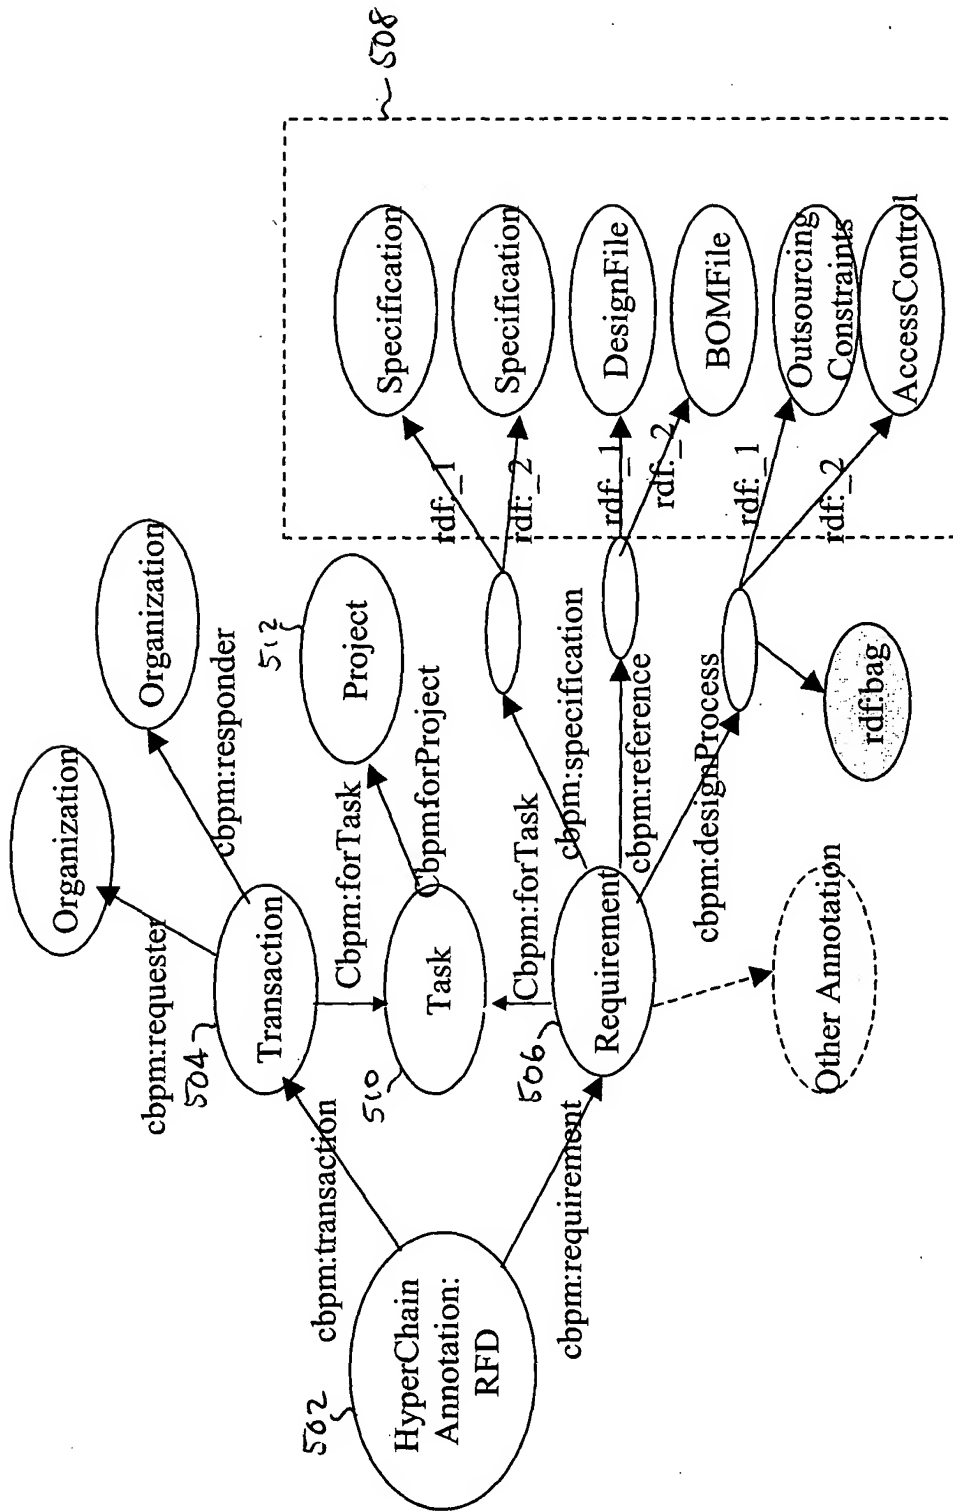 508
Organization
Organization
cbpm:requester
cbpm:responder
504
Transaction
512
Project
Cbpm:forTask
Cbpm:forProject
cbpm:transaction
510
Task
502
HyperChain
Annotation:
RFD
Cbpm:forTask
506
Requirement
cbpm:requirement
cbpm:specification
cbpm:reference
cbpm:designProcess
rdf:_1
rdf:_2
rdf:_1
rdf:_2
rdf:_1
rdf:_2
Specification
Specification
DesignFile
BOMFile
Outsourcing
Constraints
AccessControl
rdf:bag
Other Annotation